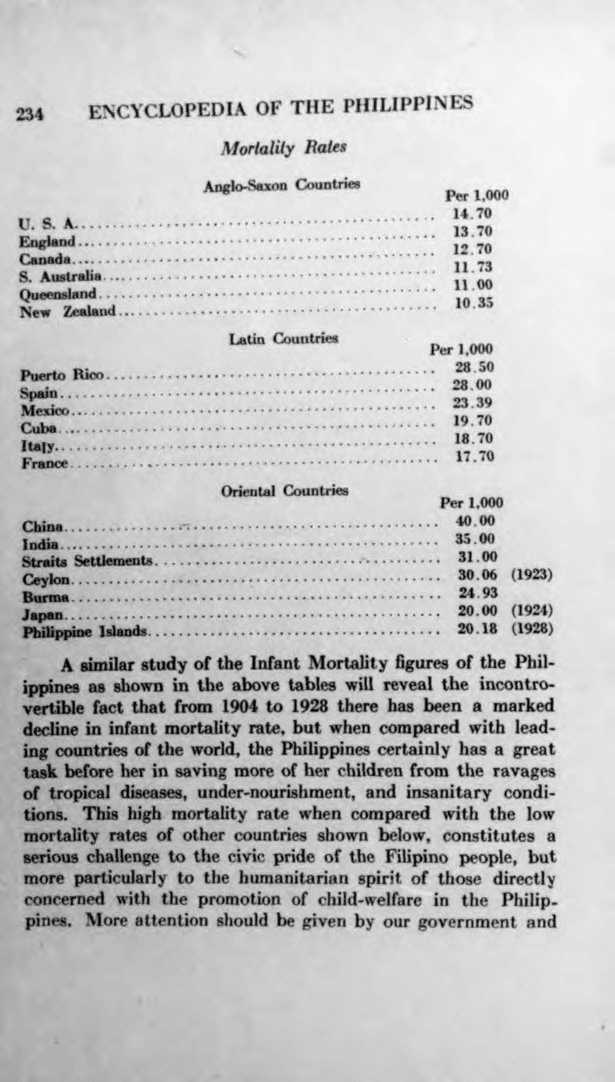 234 ENCYCLOPEDIA OF THE PHILIPPINES
Mortality Rates
Anglo-Saxon Countries
Per 1,000
U. S. A. 14.70
England 13.70
Canada 12.70
S. Australia 11.73
Queensland 11.00
New Zealand 10.35
Latin Countries
Per 1,000
Puerto Rico 28.50
Spain 28.00
Mexico 23.39
Cuba 19.70
Italy 18.70
France 17.70
Oriental Countries
Per 1,000
China 40.00
India 35.00
Straits Settlements 31.00
Ceylon 30.06 (1923)
Burma 24.93
Japan 20.00 (1924)
Philippine Islands 20.18 (1928)
A similar study of the Infant Mortality figures of the Phil-
ippines as shown in the above tables will reveal the incontro-
vertible fact that from 1904 to 1928 there has been a marked
decline in infant mortality rate, but when compared with lead-
ing countries of the world, the Philippines certainly has a great
task before her in saving more of her children from the ravages
of tropical diseases, under-nourishment, and insanitary condi-
tions. This high mortality rate when compared with the low
mortality rates of other countries shown below, constitutes a
serious challenge to the civic pride of the Filipino people, but
more particularly to the humanitarian spirit of those directly
concerned with the promotion of child-welfare in the Philip-
pines. More attention should be given by our government and